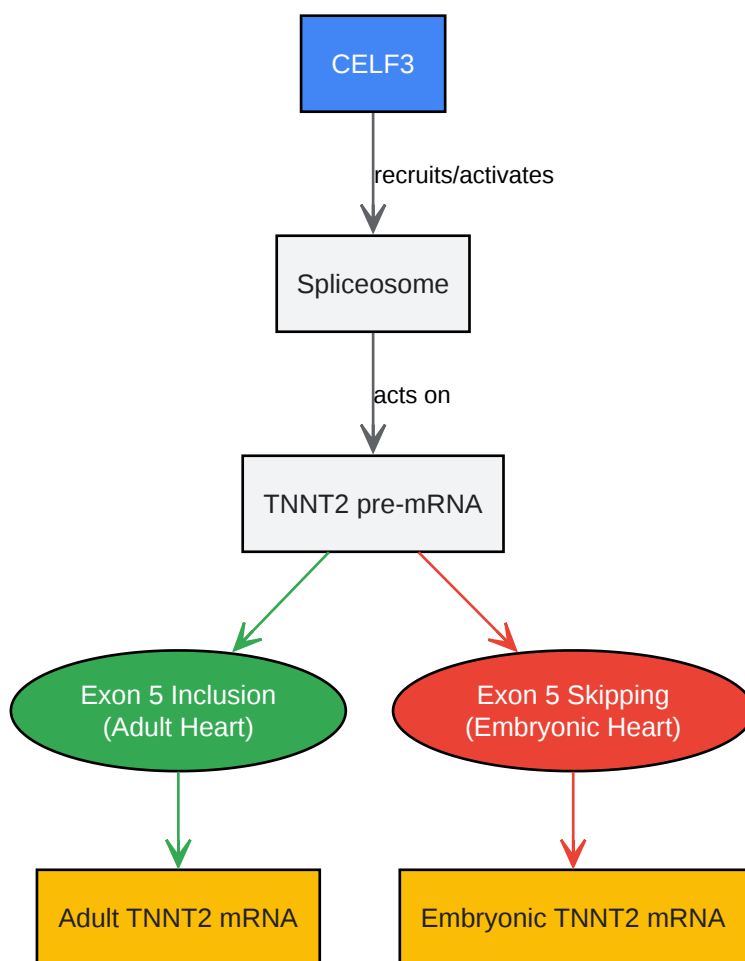 CELF3
recruits/activates
Spliceosome
acts on
TNNT2 pre-mRNA
Exon 5 Inclusion
(Adult Heart)
Exon 5 Skipping
(Embryonic Heart)
Adult TNNT2 mRNA
Embryonic TNNT2 mRNA